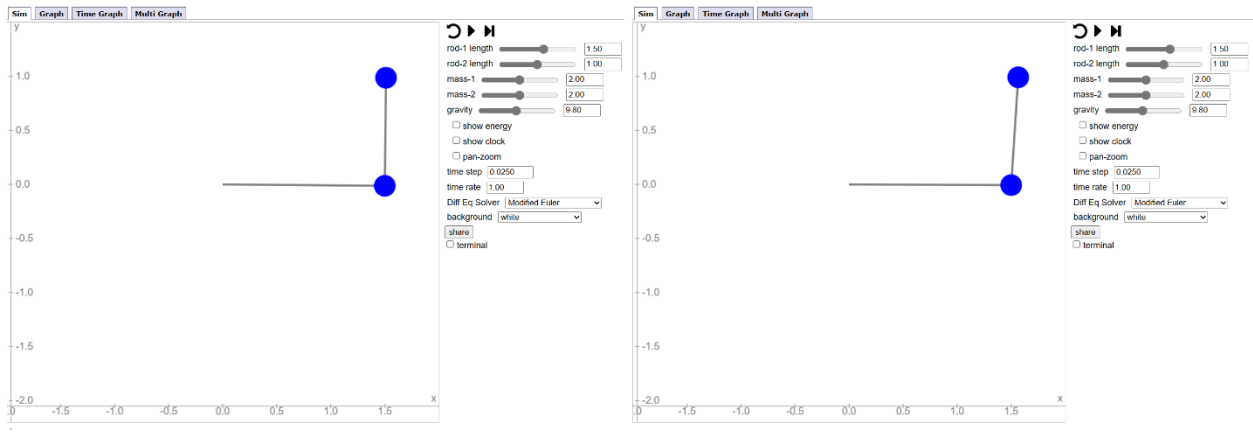 Sim Graph Time Graph Multi Graph
y
rod-1 length 1.50
rod-2 length 1.00
1.0
mass-1 2.00
mass-2 2.00
gravity 9.80
0.5
show energy
show clock
pan-zoom
time step 0.0250
0.0
time rate 1.00
Diff Eq Solver Modified Euler
background white
share
-0.5
terminal
-1.0
-1.5
-2.0
x
.0 -1.5 -1.0 -0.5 0.0 0.5 1.0 1.5
Sim Graph Time Graph Multi Graph
y
rod-1 length 1.50
rod-2 length 1.00
1.0
mass-1 2.00
mass-2 2.00
gravity 9.80
0.5
show energy
show clock
pan-zoom
time step 0.0250
0.0
time rate 1.00
Diff Eq Solver Modified Euler
background white
share
-0.5
terminal
-1.0
-1.5
-2.0
x
.0 -1.5 -1.0 -0.5 0.0 0.5 1.0 1.5